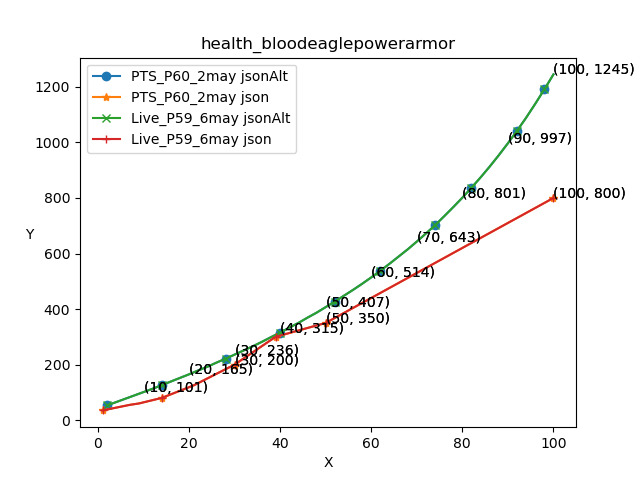 health_bloodeaglepowerarmor
PTS_P60_2may jsonAlt
PTS_P60_2may json
Live_P59_6may jsonAlt
Live_P59_6may json
Y
1200
1000
800
600
400
200
0
(100, 1245)
(90, 997)
(80, 801)
(100, 800)
(70, 643)
(60, 514)
(50, 407)
(50, 350)
(40, 315)
(30, 236)
(30, 200)
(20, 165)
(10, 101)
0 20 40 60 80 100
X